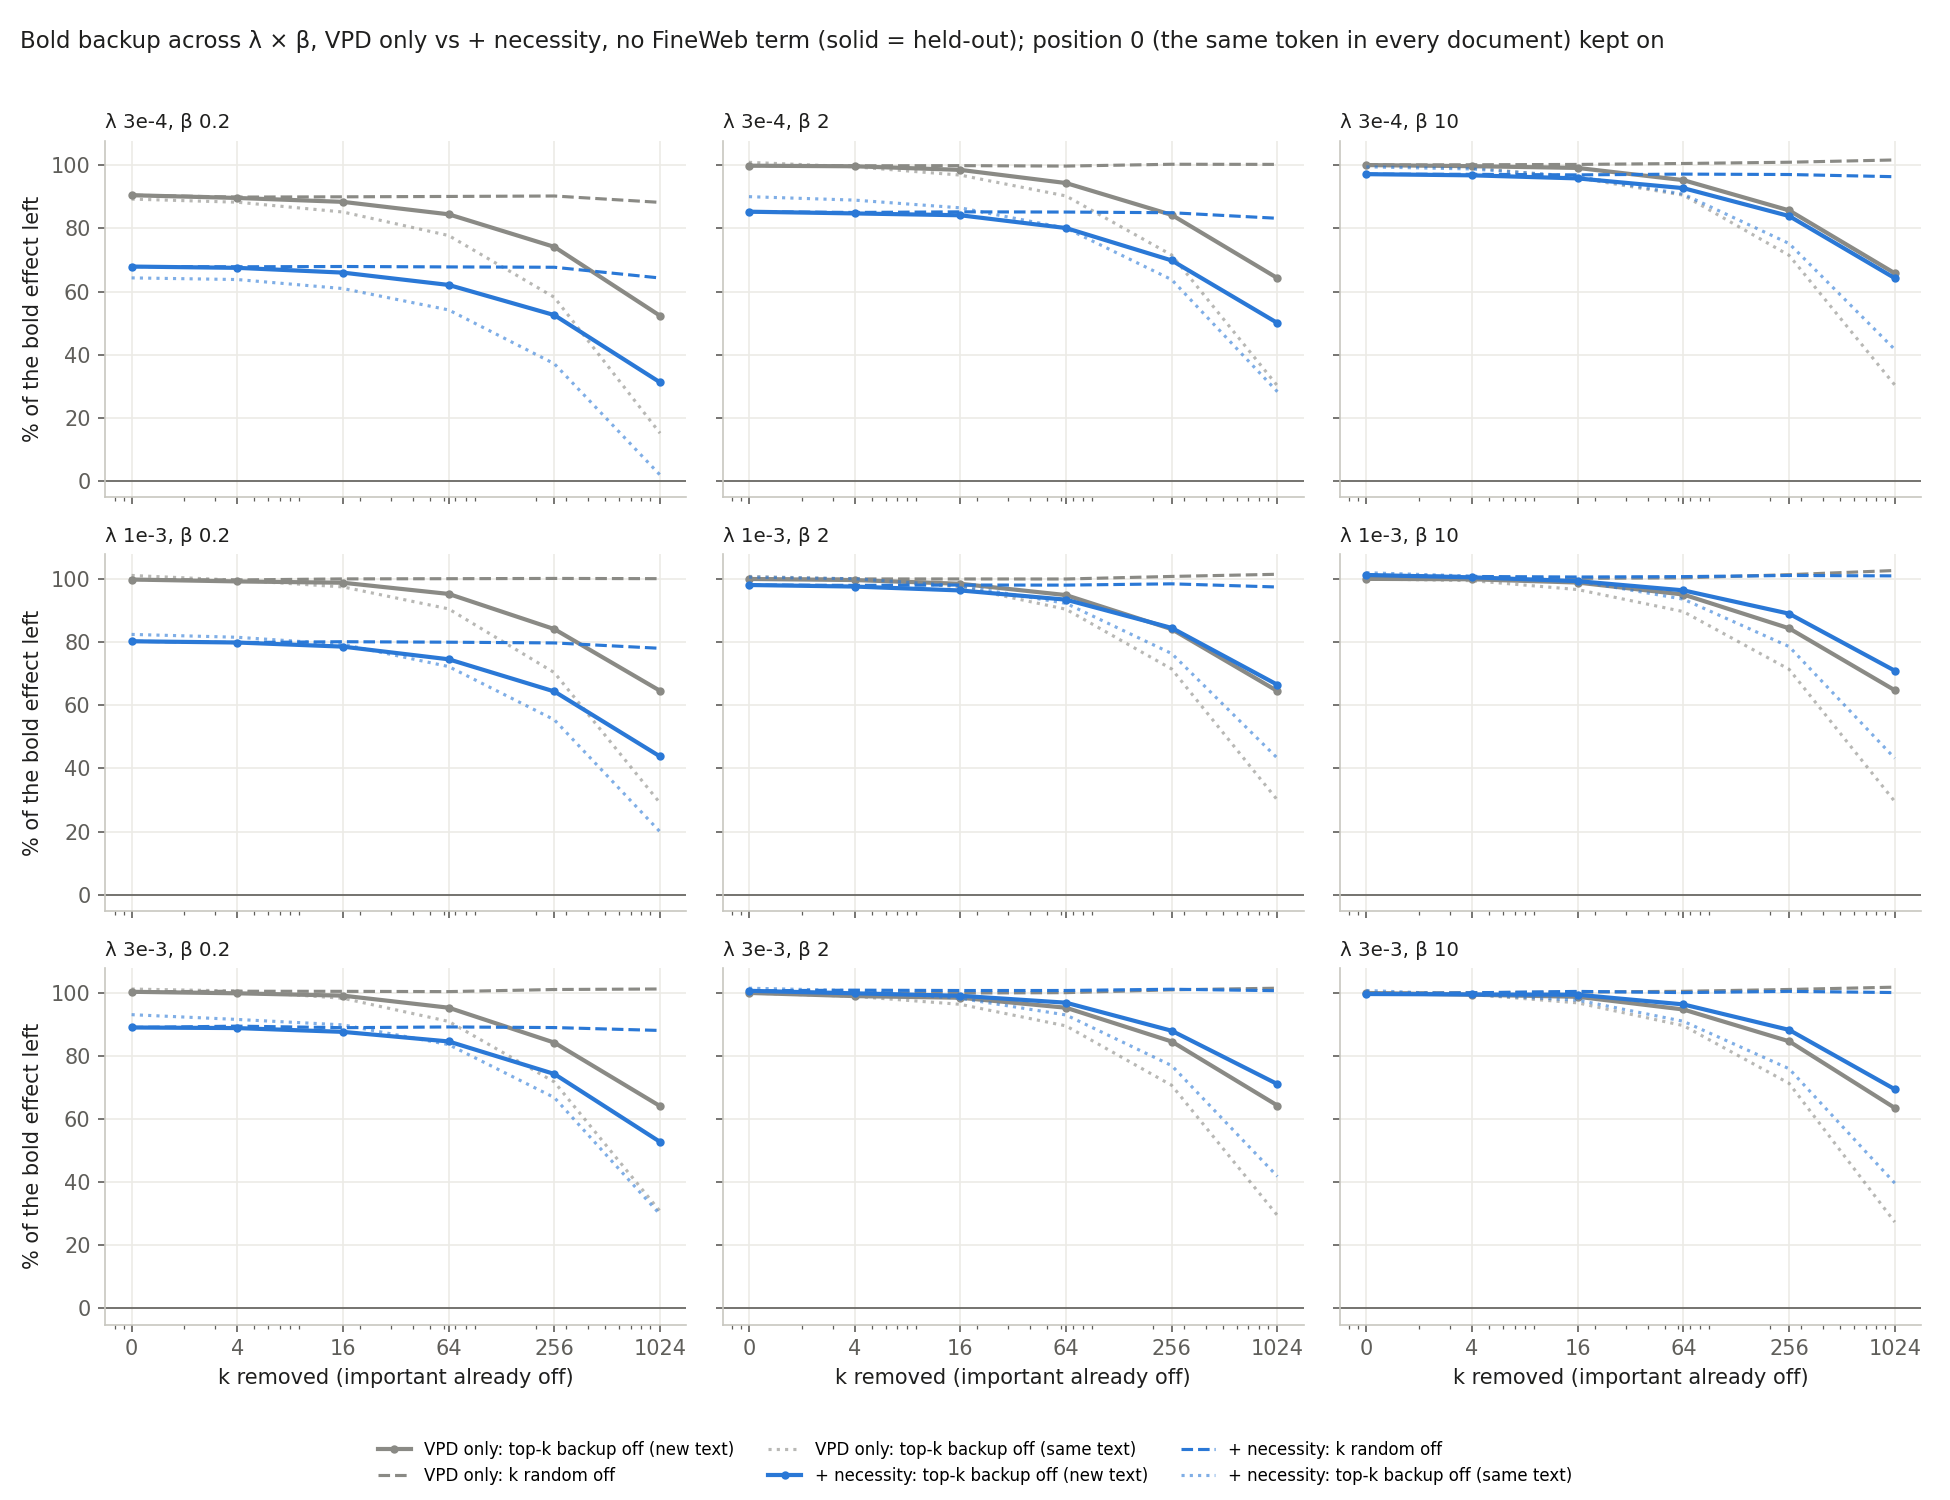 Bold backup across λ × β, VPD only vs + necessity, no FineWeb term (solid = held-out); position 0 (the same token in every document) kept on
λ 3e-4, β 0.2
λ 3e-4, β 2
λ 3e-4, β 10
% of the bold effect left
100
80
60
40
20
0
λ 1e-3, β 0.2
λ 1e-3, β 2
λ 1e-3, β 10
% of the bold effect left
100
80
60
40
20
0
λ 3e-3, β 0.2
λ 3e-3, β 2
λ 3e-3, β 10
% of the bold effect left
100
80
60
40
20
0
0 4 16 64 256 1024
0 4 16 64 256 1024
0 4 16 64 256 1024
k removed (important already off)
k removed (important already off)
k removed (important already off)
VPD only: top-k backup off (new text)
VPD only: k random off
VPD only: top-k backup off (same text)
+ necessity: top-k backup off (new text)
+ necessity: k random off
+ necessity: top-k backup off (same text)